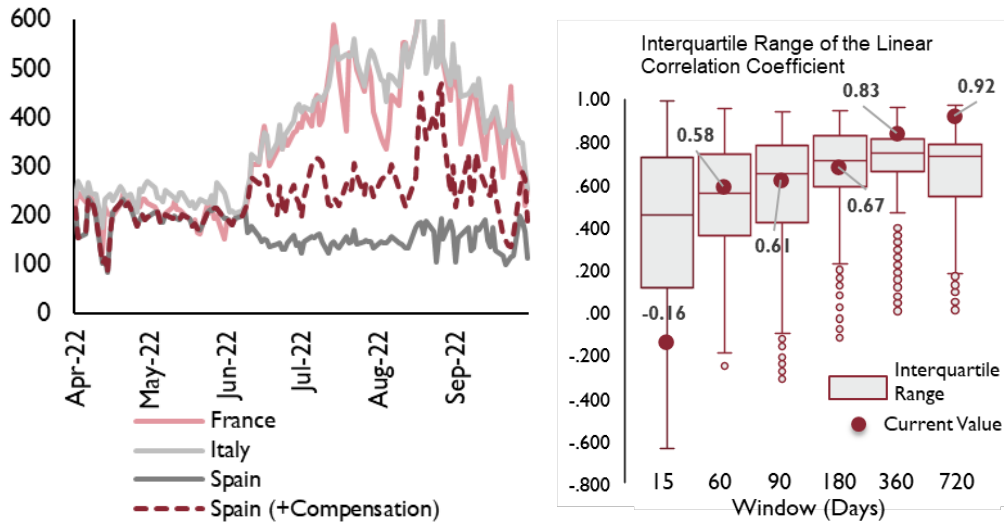 600
500
400
300
200
100
0
Apr-22
May-22
Jun-22
Jul-22
Aug-22
Sep-22
France
Italy
Spain
Spain (+Compensation)
Interquartile Range of the Linear
Correlation Coefficient
1.00
.800
.600
.400
.200
.00
-.200
-.400
-.600
-.800
-0.16
0.58
0.61
0.67
0.83
0.92
Interquartile
Range
Current Value
15 60 90 180 360 720
Window (Days)